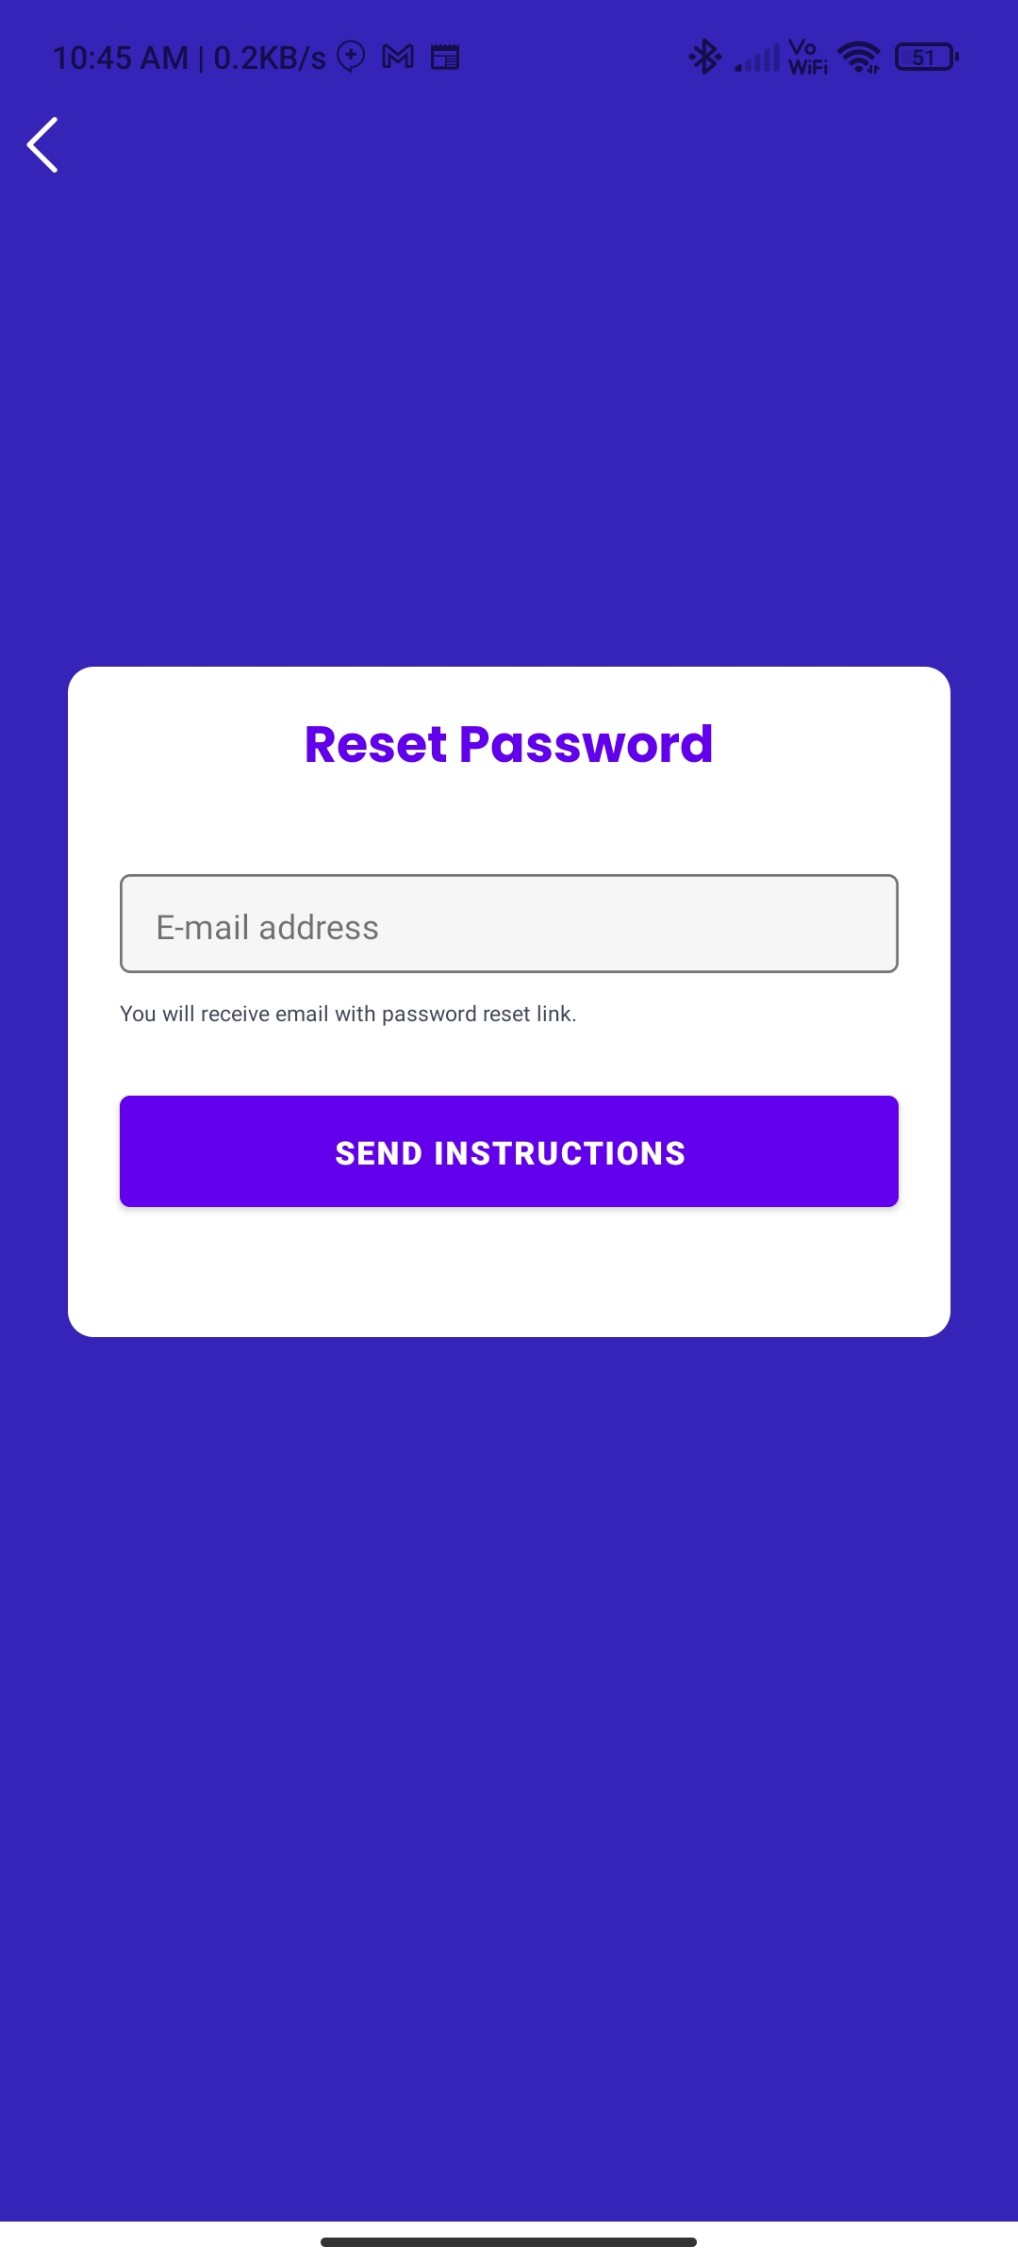 10:45 AM | 0.2KB/s
Vo
WiFi
51
Reset Password
E-mail address
You will receive email with password reset link.
SEND INSTRUCTIONS